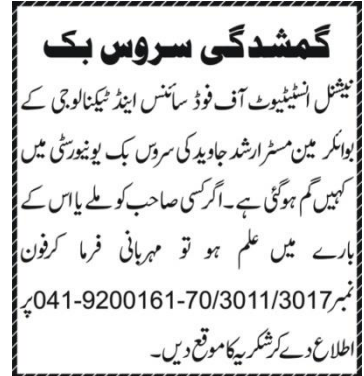 گمشدگی سروس بک
نیشنل انسٹیٹیوٹ آف فوڈ سائنس اینڈ ٹیکنالوجی کے
بوائلر مین مسٹر ارشد جاوید کی سروس بک یونیورسٹی میں
کہیں گم ہوگئی ہے۔ اگر کسی صاحب کو ملے یا اس کے
بارے میں علم ہو تو مہربانی فرما کرفون
نمبر041-9200161-70/3011/3017پر
اطلاع دے کر شکریہ کا موقع دیں۔